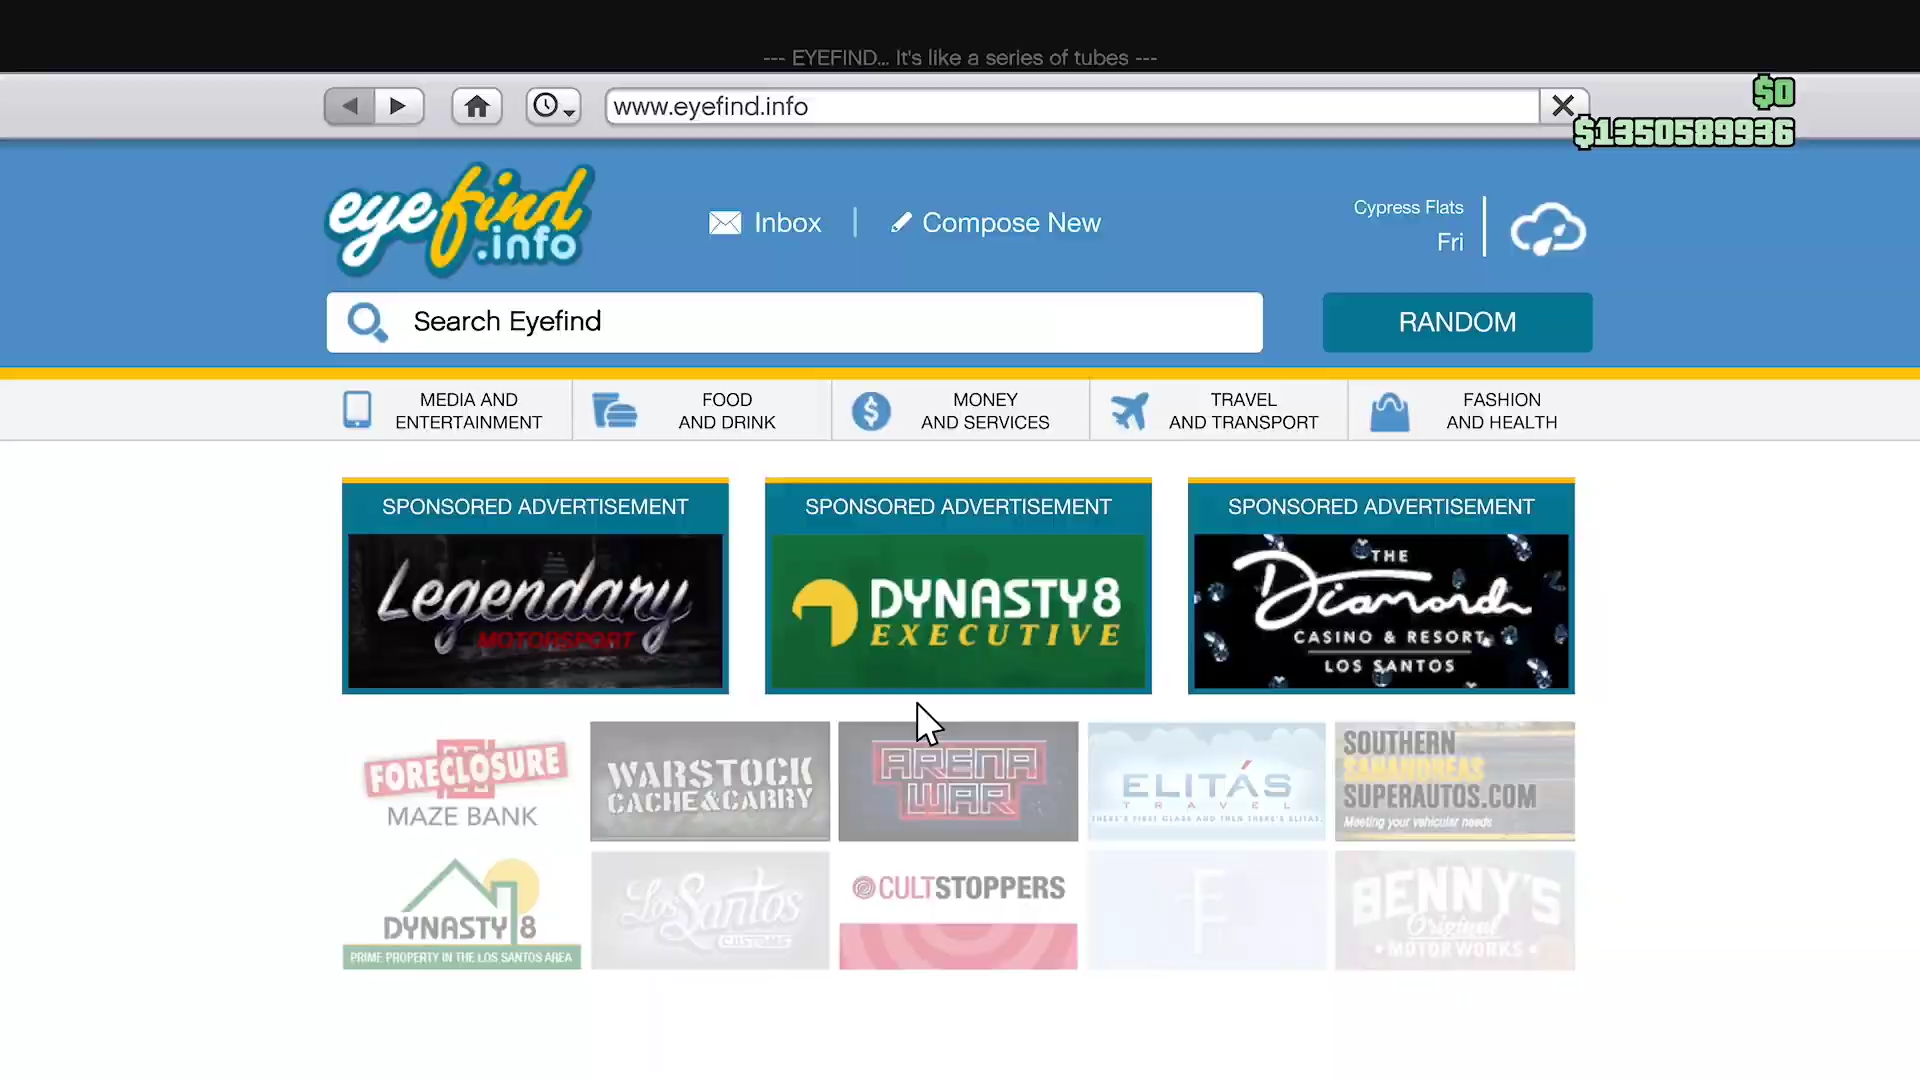 --- EYEFIND... It's like a series of tubes ---
www.eyefind.info
$0
$1350589936
eyefind.info
Inbox
Compose New
Cypress Flats
Fri
Search Eyefind
RANDOM
MEDIA AND
ENTERTAINMENT
FOOD
AND DRINK
MONEY
AND SERVICES
TRAVEL
AND TRANSPORT
FASHION
AND HEALTH
SPONSORED ADVERTISEMENT
Legendary
MOTORSPORT
SPONSORED ADVERTISEMENT
DYNASTY8
EXECUTIVE
SPONSORED ADVERTISEMENT
THE
Diamond
CASINO & RESORT
LOS SANTOS
FORECLOSURE
MAZE BANK
WARSTOCK
CACHE&CARRY
ARENA
WAR
ELITÁS
TRAVEL
THERE'S FIRST CLASS AND THEN THERE'S ELITÁS.
SOUTHERN
SANANDREAS
SUPERAUTOS.COM
Meeting your vehicular needs
DYNASTY 8
PRIME PROPERTY IN THE LOS SANTOS AREA
Los Santos
CUSTOMS
CULTSTOPPERS
BENNY'S
Original
MOTOR WORKS